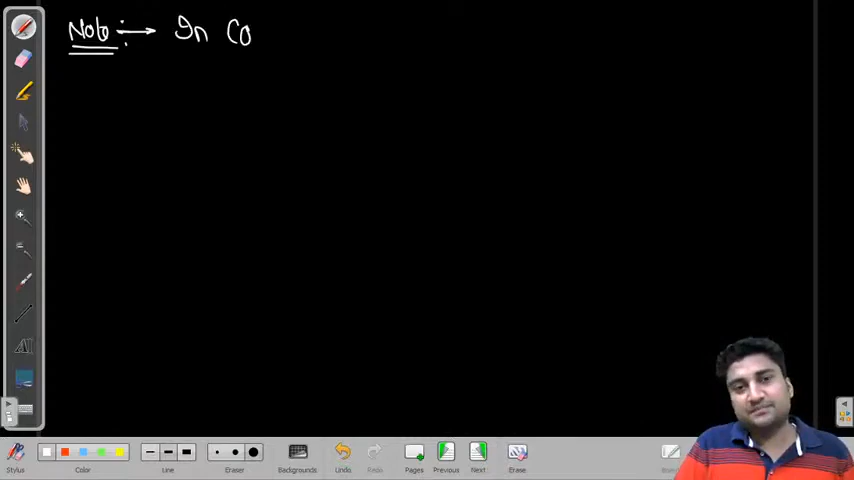 Note :→ In Co
Stylus Color Line Eraser Backgrounds Undo Redo Pages Previous Next Erase